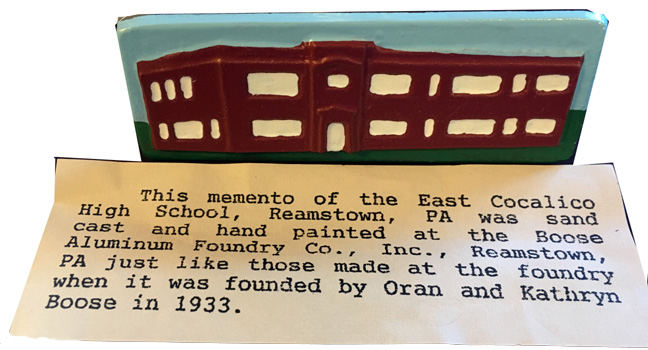 This memento of the East Cocalico
High School, Reamstown, PA was sand
cast and hand painted at the Boose
Aluminum Foundry Co., Inc., Reamstown,
PA just like those made at the foundry
when it was founded by Oran and Kathryn
Boose in 1933.